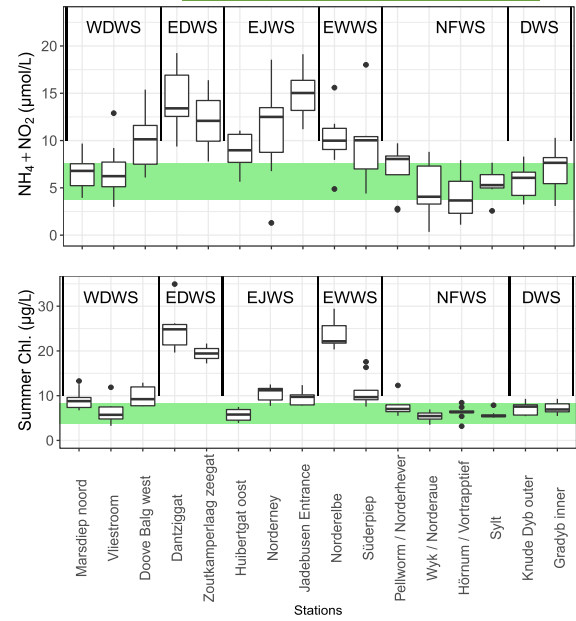 WDWS EDWS EJWS EWWS NFWS DWS
NH4 + NO2 (μmol/L)
20
15
10
5
0
WDWS EDWS EJWS EWWS NFWS DWS
Summer Chl. (μg/L)
30
20
10
0
Marsdiep noord
Vliestroom
Doove Balg west
Dantziggat
Zoutkamperlaag zeegat
Huibertgat oost
Norderney
Jadebusen Entrance
Norderelbe
Süderpiep
Pellworm / Norderhever
Wyk / Norderaue
Hörnum / Vortrapptief
Sylt
Knude Dyb outer
Gradyb inner
Stations